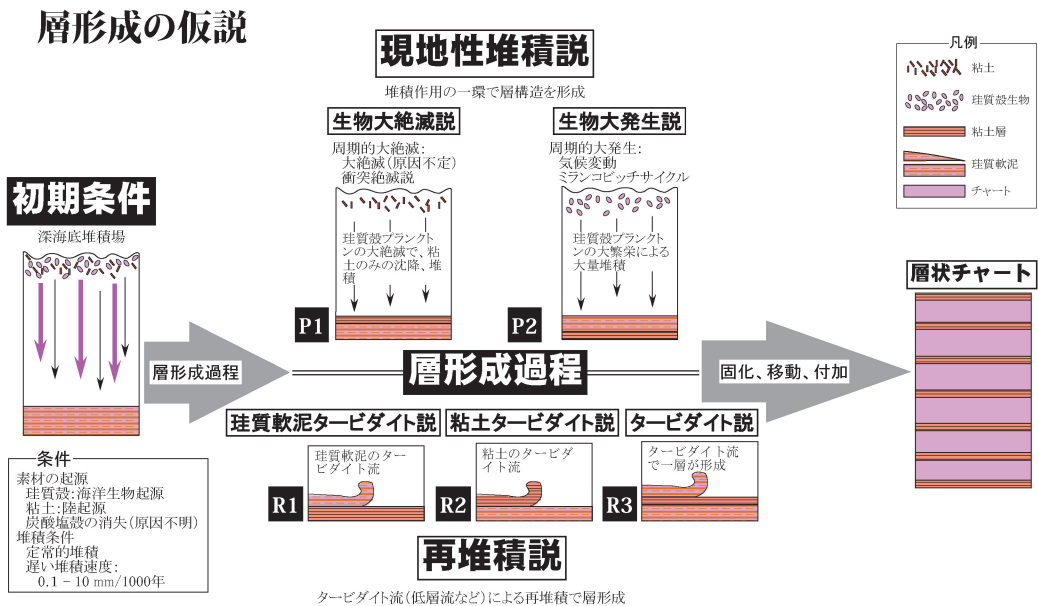 層形成の仮説
現地性堆積説
堆積作用の一環で層構造を形成
生物大絶滅説
周期的大絶滅:
大絶滅(原因不定)
衝突絶滅説
珪質殻プランクト
ンの大絶滅で、粘
土のみの沈降、堆
積
P1
生物大発生説
周期的大発生:
気候変動
ミランコビッチサイクル
珪質殻プランクト
ンの大繁栄による
大量堆積
P2
凡例
粘土
珪質殻生物
粘土層
珪質軟泥
チャート
初期条件
深海底堆積場
層形成過程
層形成過程
固化、移動、付加
層状チャート
条件
素材の起源
珪質殻:海洋生物起源
粘土:陸起源
炭酸塩殻の消失(原因不明)
堆積条件
定常的堆積
遅い堆積速度:
0.1 - 10 mm/1000年
珪質軟泥タービダイト説
珪質軟泥のター
ビダイト流
R1
粘土タービダイト説
粘土のタービダ
イト流
R2
タービダイト説
タービダイト流
で一層が形成
R3
再堆積説
タービダイト流(低層流など)による再堆積で層形成